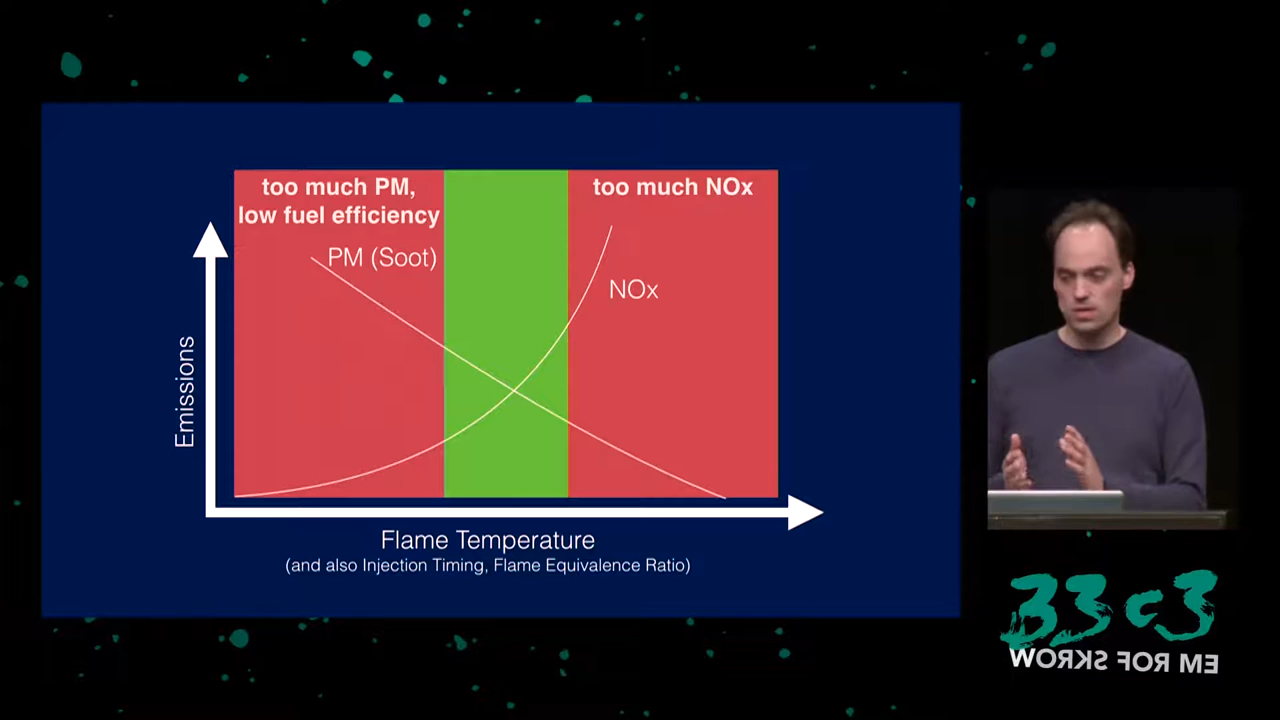 too much PM,
low fuel efficiency
too much NOx
PM (Soot)
NOx
Emissions
Flame Temperature
(and also Injection Timing, Flame Equivalence Ratio)
33c3
WORKS FOR ME